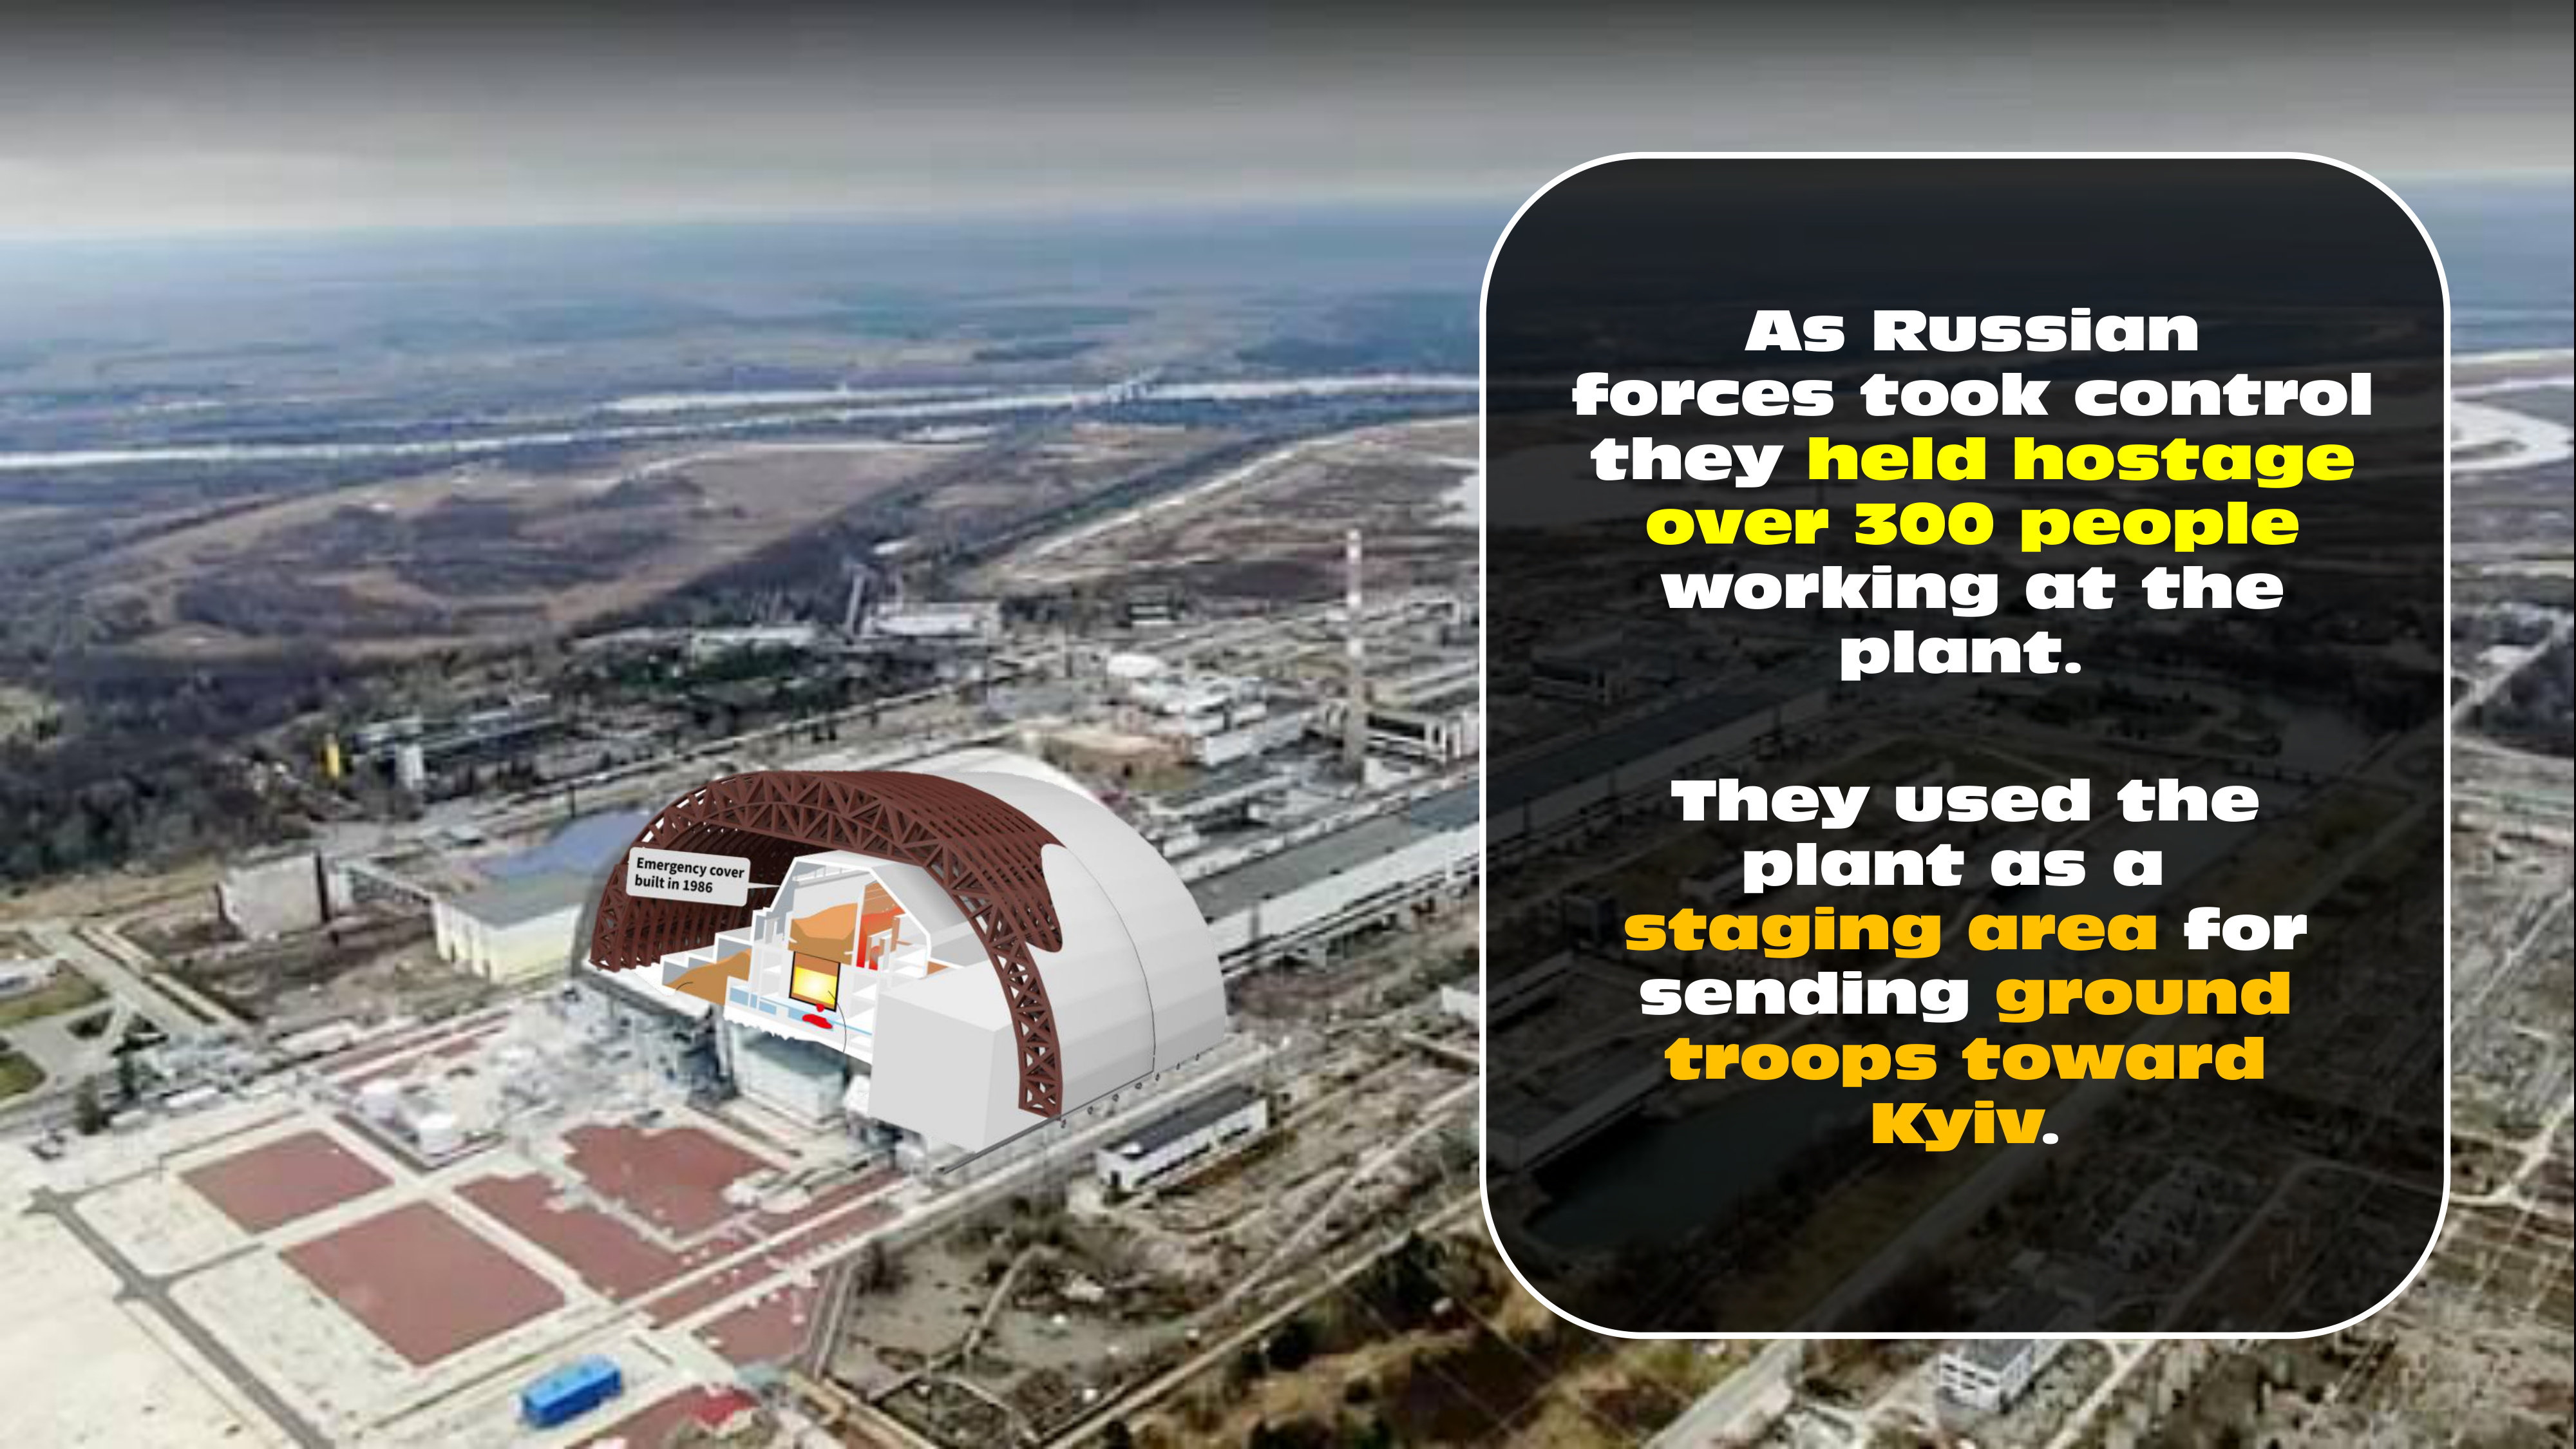 Emergency cover
built in 1986
As Russian
forces took control
they held hostage
over 300 people
working at the
plant.
They used the
plant as a
staging area for
sending ground
troops toward
Kyiv.